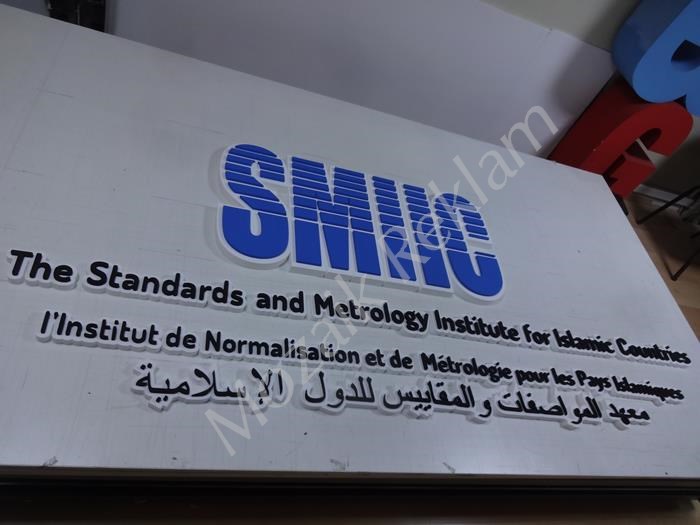 SMIIC
The Standards and Metrology Institute for Islamic Countries
l'Institut de Normalisation et de Métrologie pour les Pays Islamiques
معهد المواصفات والمقاييس للدول الإسلامية
Mozaik Reklam